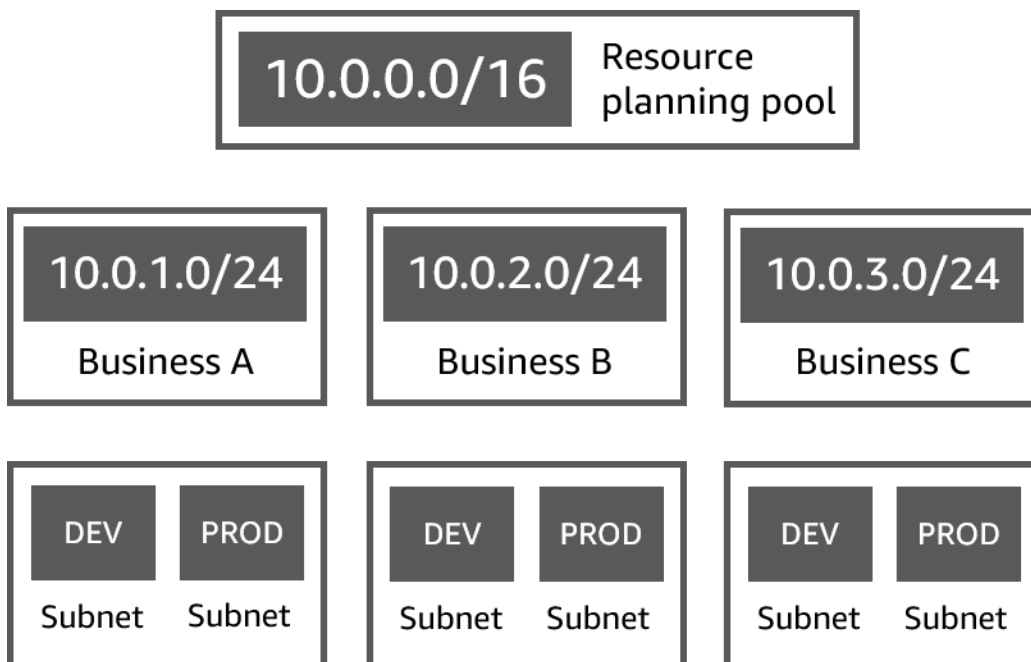 10.0.0.0/16
Resource
planning pool
10.0.1.0/24
Business A
10.0.2.0/24
Business B
10.0.3.0/24
Business C
DEV
PROD
Subnet
Subnet
DEV
PROD
Subnet
Subnet
DEV
PROD
Subnet
Subnet